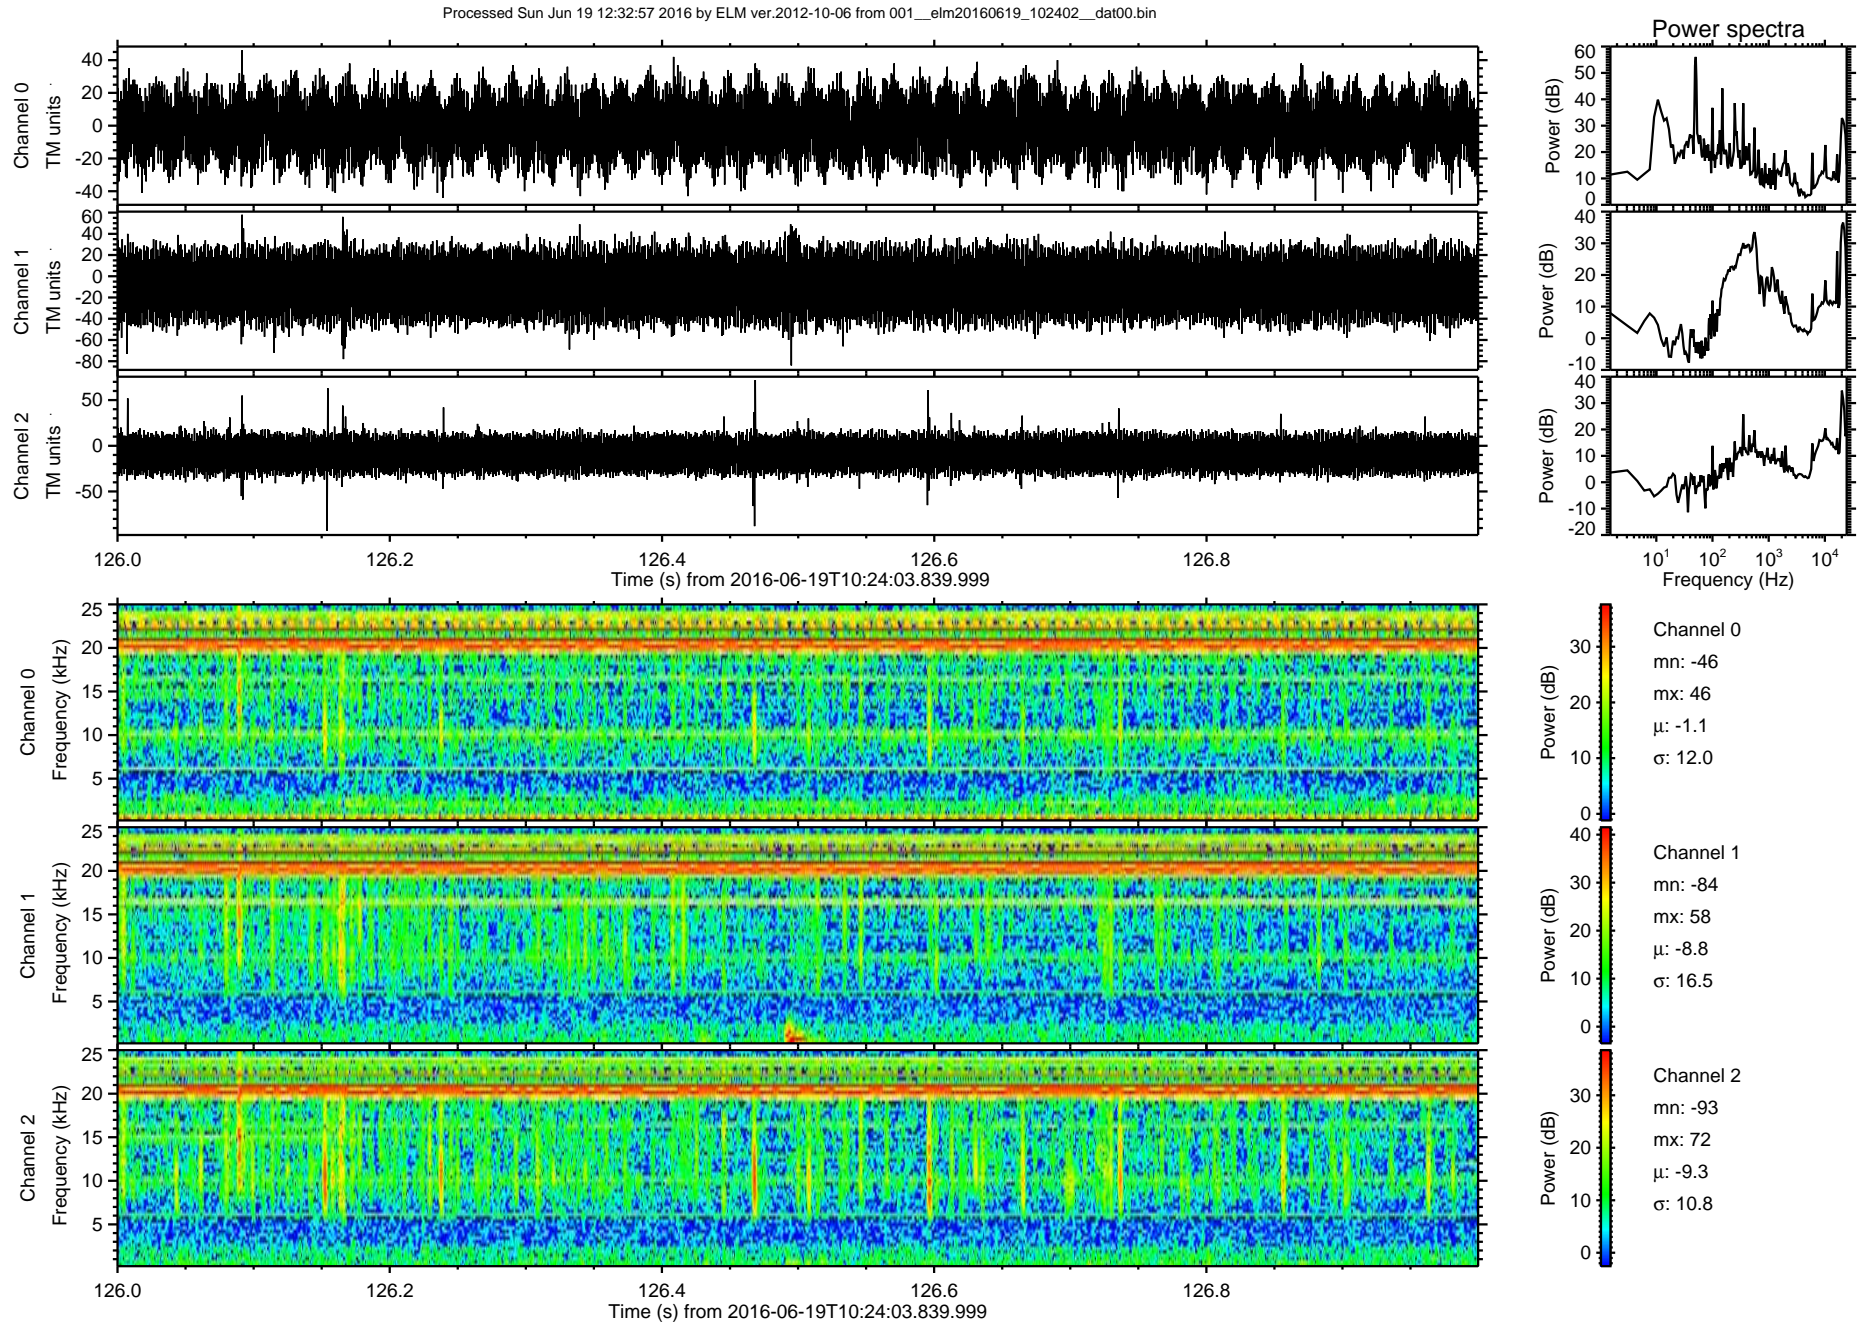 Processed Sun Jun 19 12:32:57 2016 by ELM ver.2012-10-06 from 001__elm20160619_102402__dat00.bin
Power spectra
Channel 0
TM units
40
20
0
-20
-40
Power (dB)
60
50
40
30
20
10
0
Channel 1
TM units
60
40
20
0
-20
-40
-60
-80
Power (dB)
40
30
20
10
0
-10
Channel 2
TM units
50
0
-50
Power (dB)
40
30
20
10
0
-10
-20
126.0 126.2 126.4 126.6 126.8
Time (s) from 2016-06-19T10:24:03.839.999
10¹ 10² 10³ 10⁴
Frequency (Hz)
Channel 0
Frequency (kHz)
25
20
15
10
5
Power (dB)
30
20
10
0
Channel 0
mn: -46
mx: 46
μ: -1.1
σ: 12.0
Channel 1
Frequency (kHz)
25
20
15
10
5
Power (dB)
40
30
20
10
0
Channel 1
mn: -84
mx: 58
μ: -8.8
σ: 16.5
Channel 2
Frequency (kHz)
25
20
15
10
5
Power (dB)
30
20
10
0
Channel 2
mn: -93
mx: 72
μ: -9.3
σ: 10.8
126.0 126.2 126.4 126.6 126.8
Time (s) from 2016-06-19T10:24:03.839.999